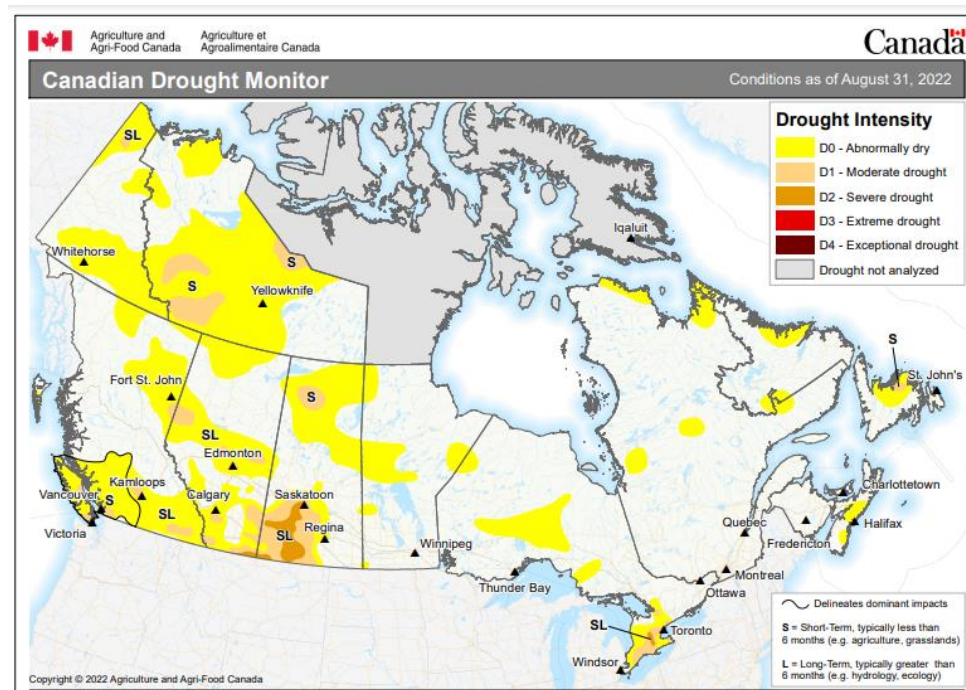 Agriculture and Agriculture et
Agri-Food Canada Agroalimentaire Canada
Canada
Canadian Drought Monitor
Conditions as of August 31, 2022
Drought Intensity
D0 - Abnormally dry
D1 - Moderate drought
D2 - Severe drought
D3 - Extreme drought
D4 - Exceptional drought
Drought not analyzed
SL
Iqaluit
Whitehorse
S
S
Yellowknife
S
St. John's
Fort St. John
S
SL
Edmonton
Kamloops
Calgary
Saskatoon
Charlottetown
Vancouver
S
SL
SL
Regina
Victoria
Winnipeg
Quebec
Halifax
Fredericton
Thunder Bay
Montreal
Ottawa
SL
Toronto
Windsor
Delineates dominant impacts
S = Short-Term, typically less than
6 months (e.g. agriculture, grasslands)
L = Long-Term, typically greater than
6 months (e.g. hydrology, ecology)
Copyright © 2022 Agriculture and Agri-Food Canada